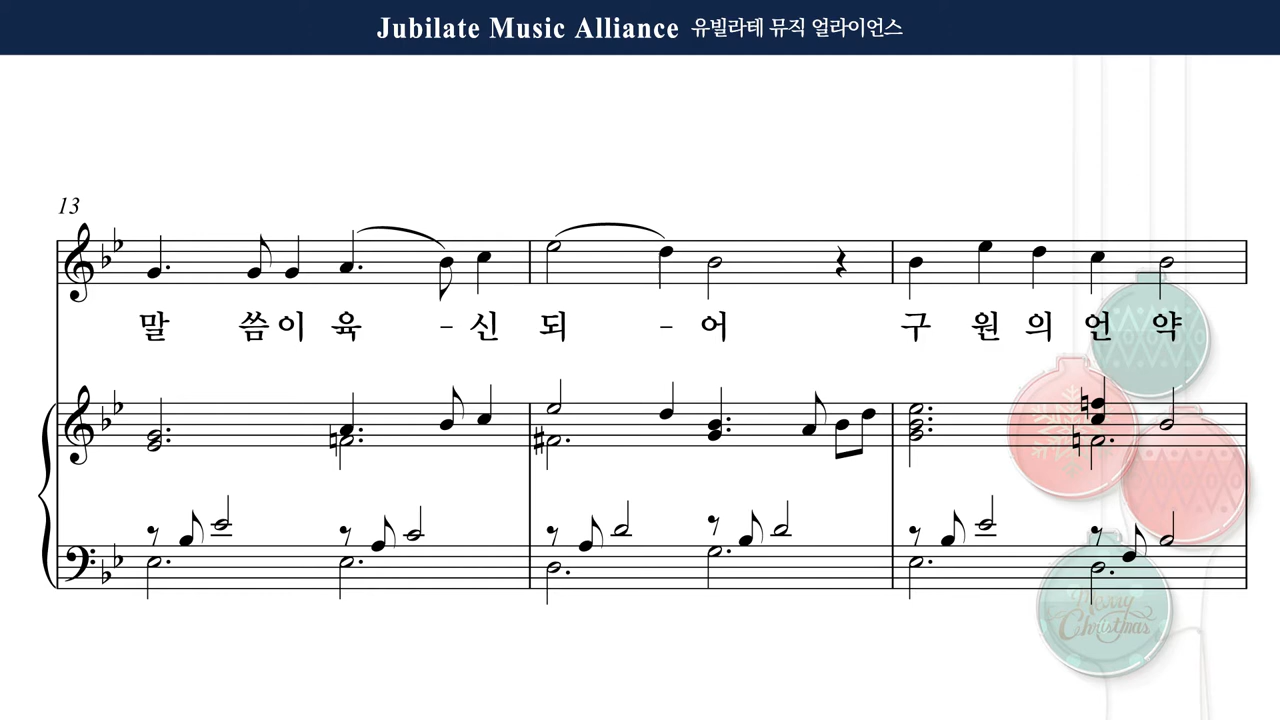 Jubilate Music Alliance 유빌라테 뮤직 얼라이언스
13
말 씀이 육 - 신 되 - 어 구 원 의 언 약
Merry
Christmas